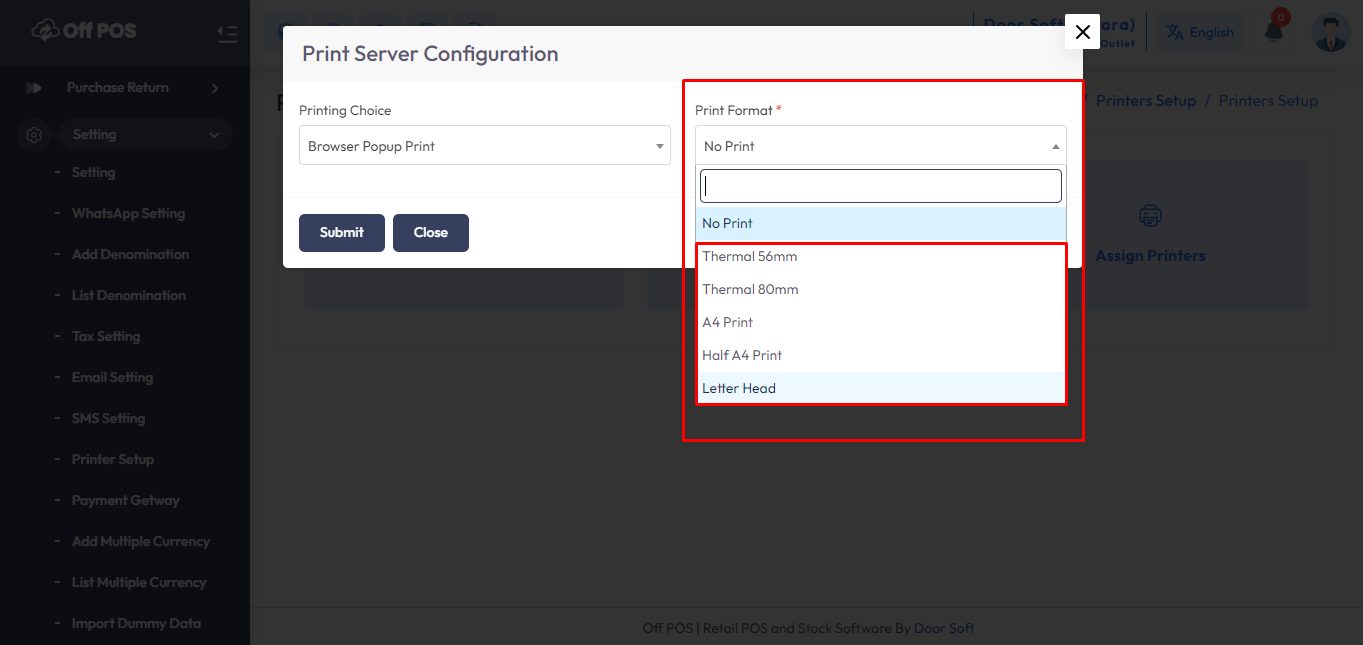 Off POS
Purchase Return
Setting
Setting
WhatsApp Setting
Add Denomination
List Denomination
Tax Setting
Email Setting
SMS Setting
Printer Setup
Payment Getway
Add Multiple Currency
List Multiple Currency
Import Dummy Data
Door Soft
Outlet
English
0
Printers Setup / Printers Setup
Print Server Configuration
Printing Choice
Browser Popup Print
Submit Close
Print Format *
No Print
No Print
Thermal 56mm
Thermal 80mm
A4 Print
Half A4 Print
Letter Head
Assign Printers
Off POS | Retail POS and Stock Software By Door Soft